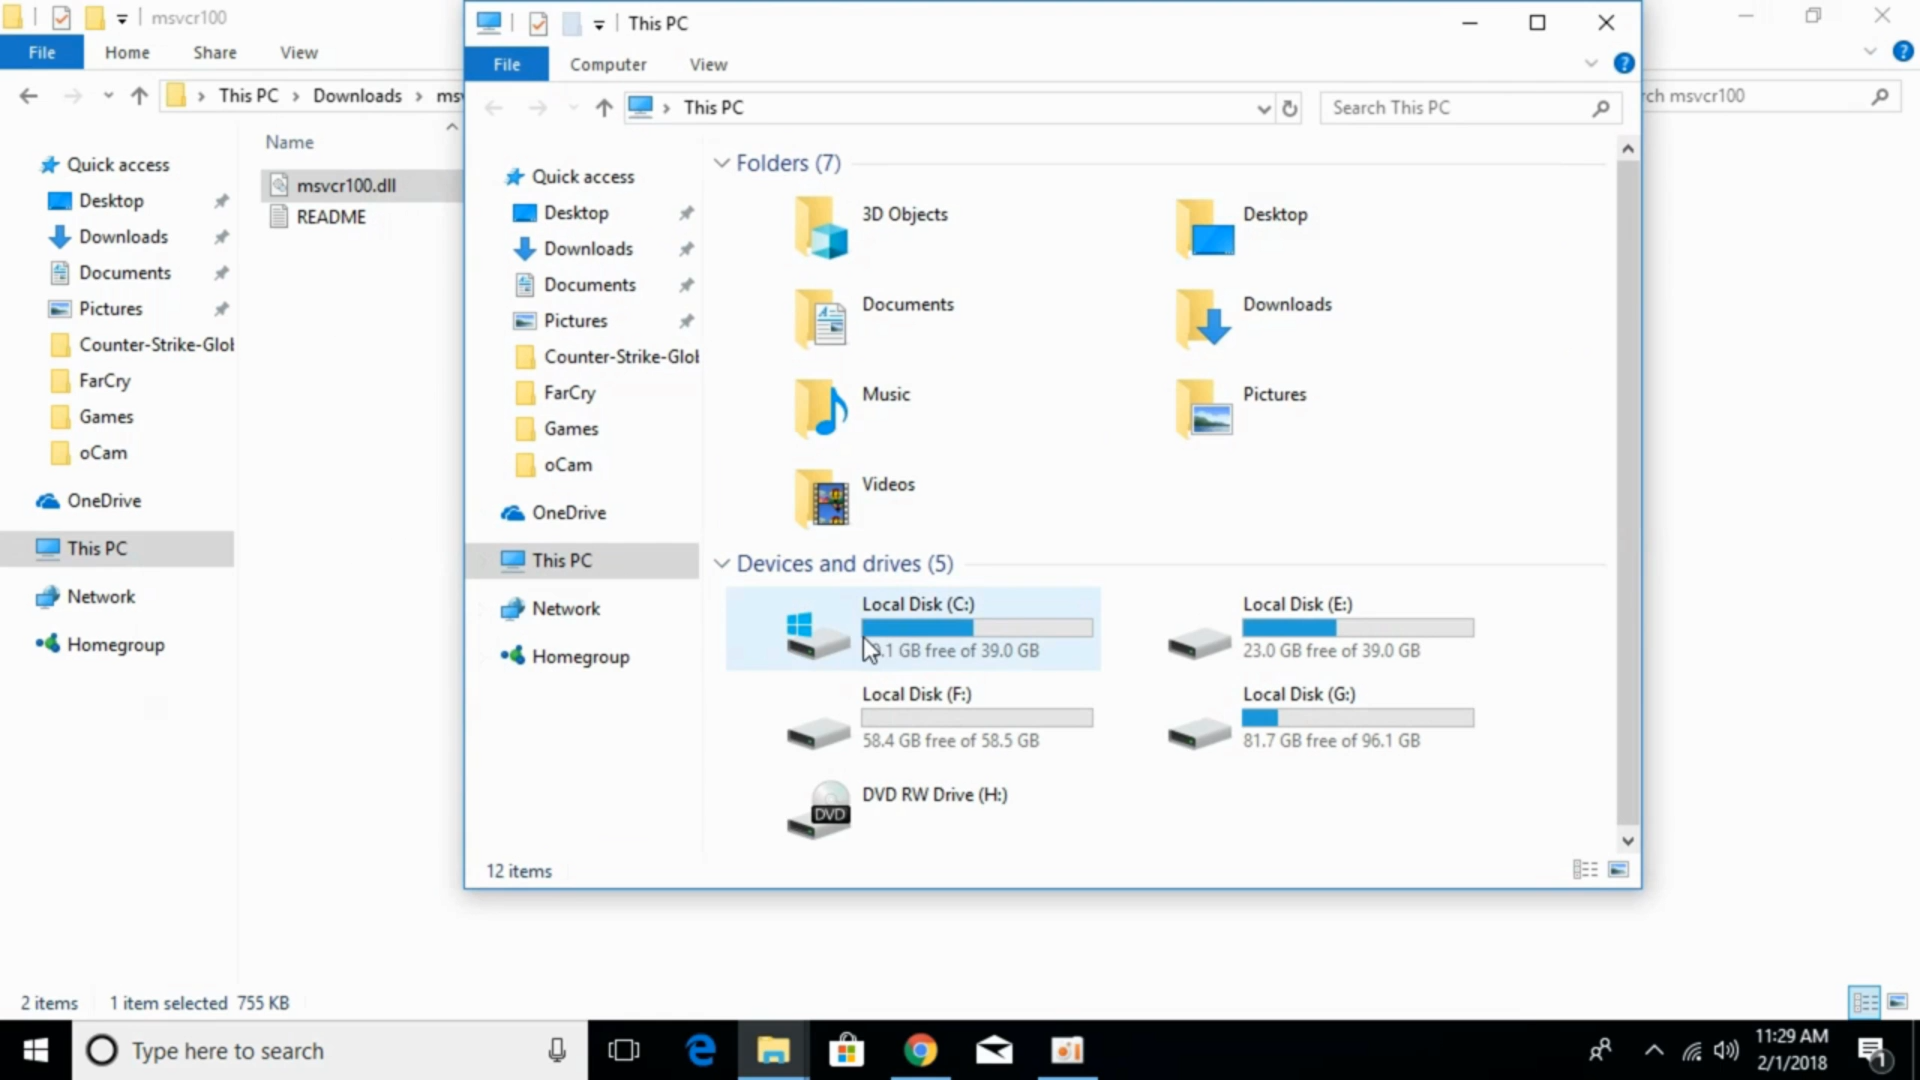 msvcr100
File
Home
Share
View
This PC
Downloads
Name
Quick access
Desktop
Downloads
Documents
Pictures
Counter-Strike-Glo
FarCry
Games
oCam
OneDrive
This PC
Network
Homegroup
msvcr100.dll
README
2 items 1 item selected 755 KB
This PC
File
Computer
View
This PC
Search This PC
Quick access
Desktop
Downloads
Documents
Pictures
Counter-Strike-Glo
FarCry
Games
oCam
OneDrive
This PC
Network
Homegroup
Folders (7)
3D Objects
Desktop
Documents
Downloads
Music
Pictures
Videos
Devices and drives (5)
Local Disk (C:)
.1 GB free of 39.0 GB
Local Disk (E:)
23.0 GB free of 39.0 GB
Local Disk (F:)
58.4 GB free of 58.5 GB
Local Disk (G:)
81.7 GB free of 96.1 GB
DVD RW Drive (H:)
DVD
12 items
?
?
rch msvcr100
Type here to search
11:29 AM
2/1/2018
1